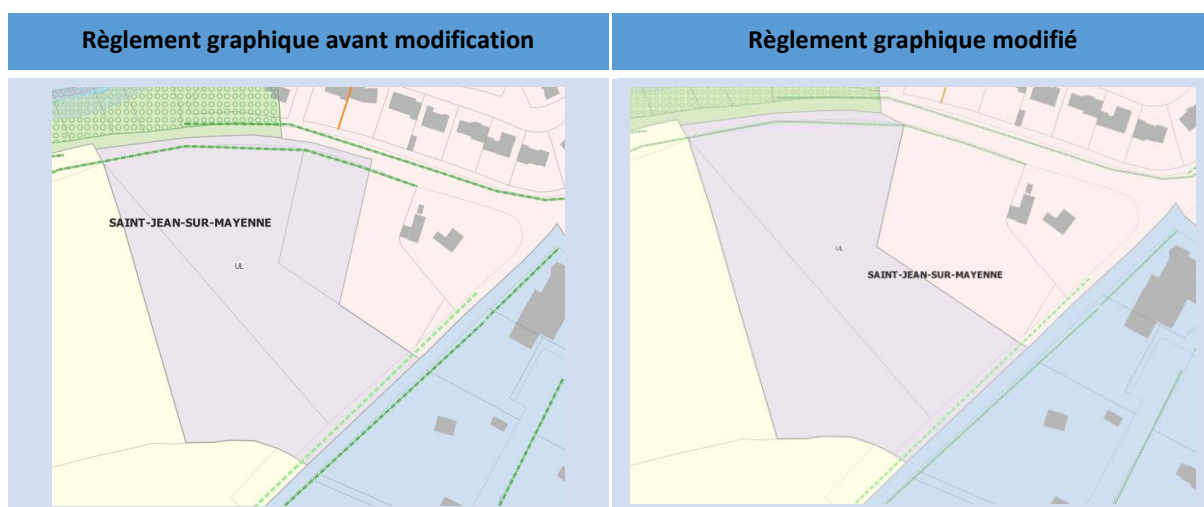 Règlement graphique avant modification
Règlement graphique modifié
SAINT-JEAN-SUR-MAYENNE
UL
UL
SAINT-JEAN-SUR-MAYENNE